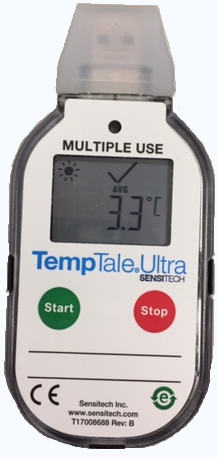 MULTIPLE USE
AVG
3.3°C
TempTale®Ultra
SENSITECH
Start
Stop
CE
e
Sensitech Inc.
www.sensitech.com
T17008688 Rev: B